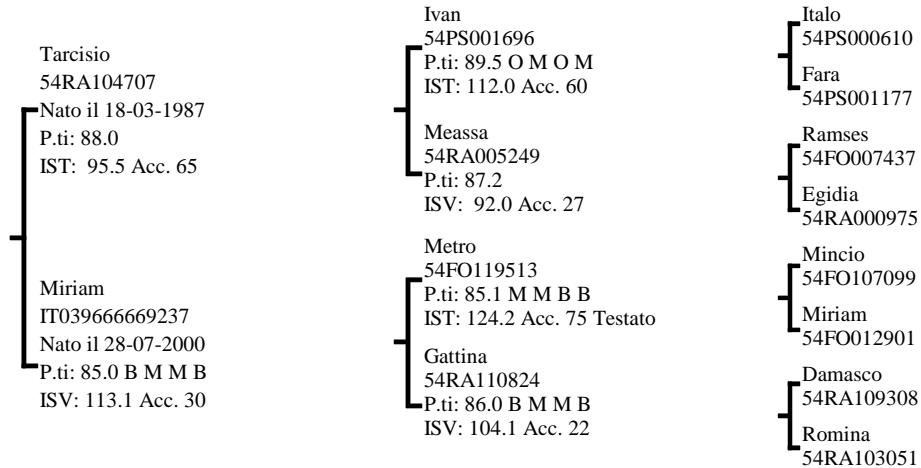 Tarcisio
54RA104707
Nato il 18-03-1987
P.ti: 88.0
IST: 95.5 Acc. 65
Miriam
IT039666669237
Nato il 28-07-2000
P.ti: 85.0 B M M B
ISV: 113.1 Acc. 30
Ivan
54PS001696
P.ti: 89.5 O M O M
IST: 112.0 Acc. 60
Meassa
54RA005249
P.ti: 87.2
ISV: 92.0 Acc. 27
Metro
54FO119513
P.ti: 85.1 M M B B
IST: 124.2 Acc. 75 Testato
Gattina
54RA110824
P.ti: 86.0 B M M B
ISV: 104.1 Acc. 22
Italo
54PS000610
Fara
54PS001177
Ramses
54FO007437
Egidia
54RA000975
Mincio
54FO107099
Miriam
54FO012901
Damasco
54RA109308
Romina
54RA103051